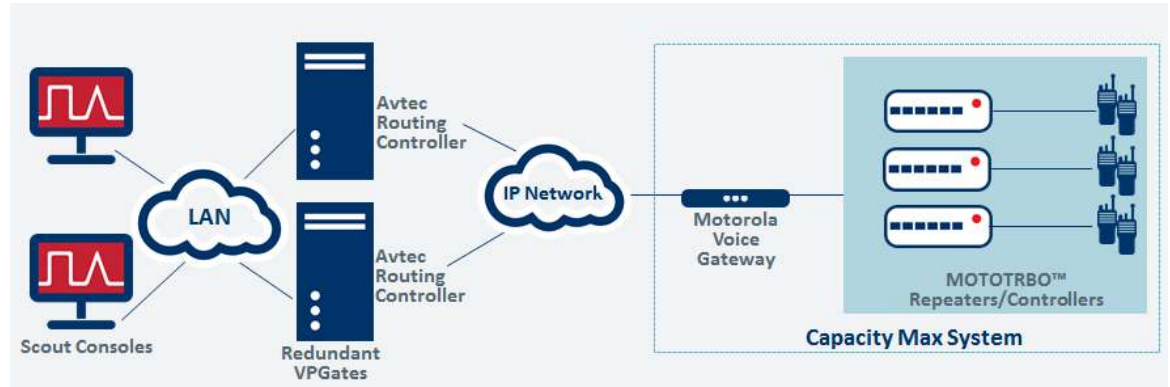 Avtec
Routing
Controller
LAN
IP Network
Motorola
Voice
Gateway
Avtec
Routing
Controller
MOTOTRBO™
Repeaters/Controllers
Scout Consoles
Redundant
VPGates
Capacity Max System